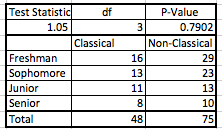 Test Statistic df P-Value
1.05 3 0.7902
Classical Non-Classical
Freshman 16 29
Sophomore 13 23
Junior 11 13
Senior 8 10
Total 48 75